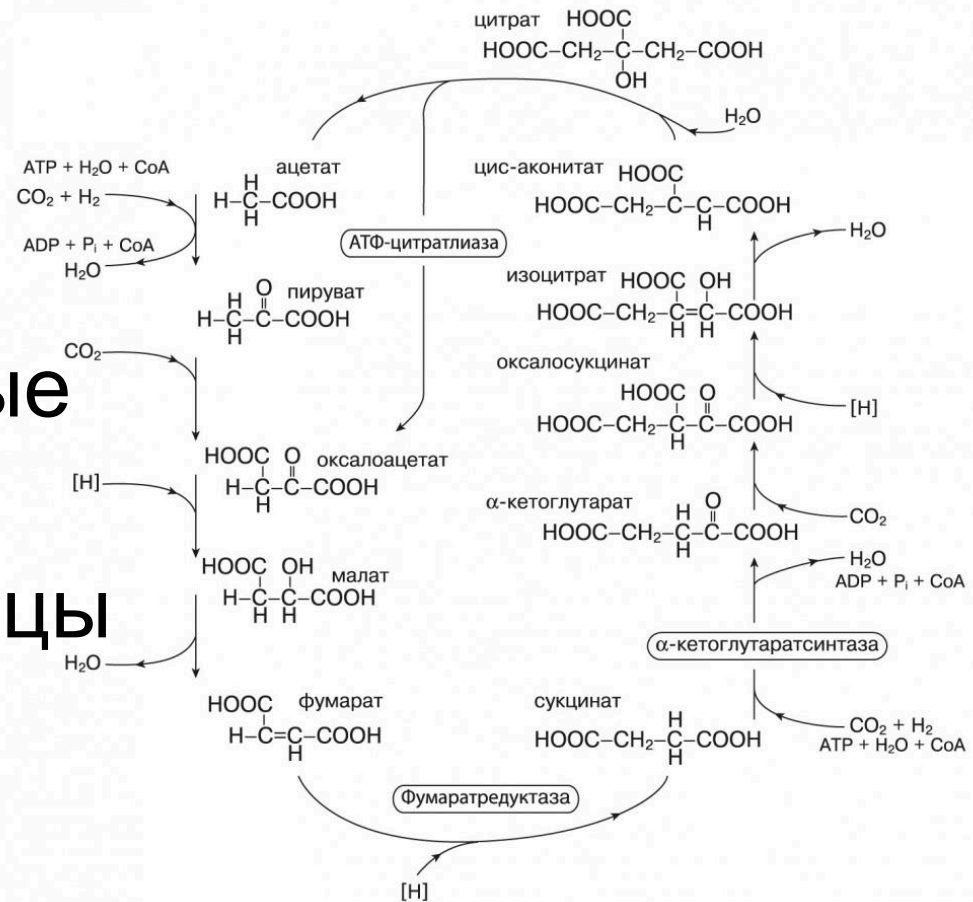 цитрат
HOOC
HOOC–CH₂–C–CH₂–COOH
OH
H₂O
ATP + H₂O + CoA
CO₂ + H₂
ADP + Pᵢ + CoA
H₂O
ацетат
H
H–C–COOH
H
АТФ-цитратлиаза
цис-аконитат
HOOC
HOOC–CH₂–C–C–COOH
H
H₂O
пируват
H O
H–C–C–COOH
H
изоцитрат
HOOC OH
HOOC–CH₂–C=C–COOH
H H
CO₂
ые
оксалосукцинат
HOOC O
HOOC–CH₂–C–C–COOH
H
[H]
оксалоацетат
HOOC O
H–C–C–COOH
H
[H]
α-кетоглутарат
H O
HOOC–CH₂–C–C–COOH
H
CO₂
H₂O
ADP + Pᵢ + CoA
малат
HOOC OH
H–C–C–COOH
H H
цы
H₂O
α-кетоглутаратсинтаза
фумарат
HOOC
H–C=C–COOH
H
сукцинат
H
HOOC–CH₂–C–COOH
H
CO₂ + H₂
ATP + H₂O + CoA
Фумаратредуктаза
[H]